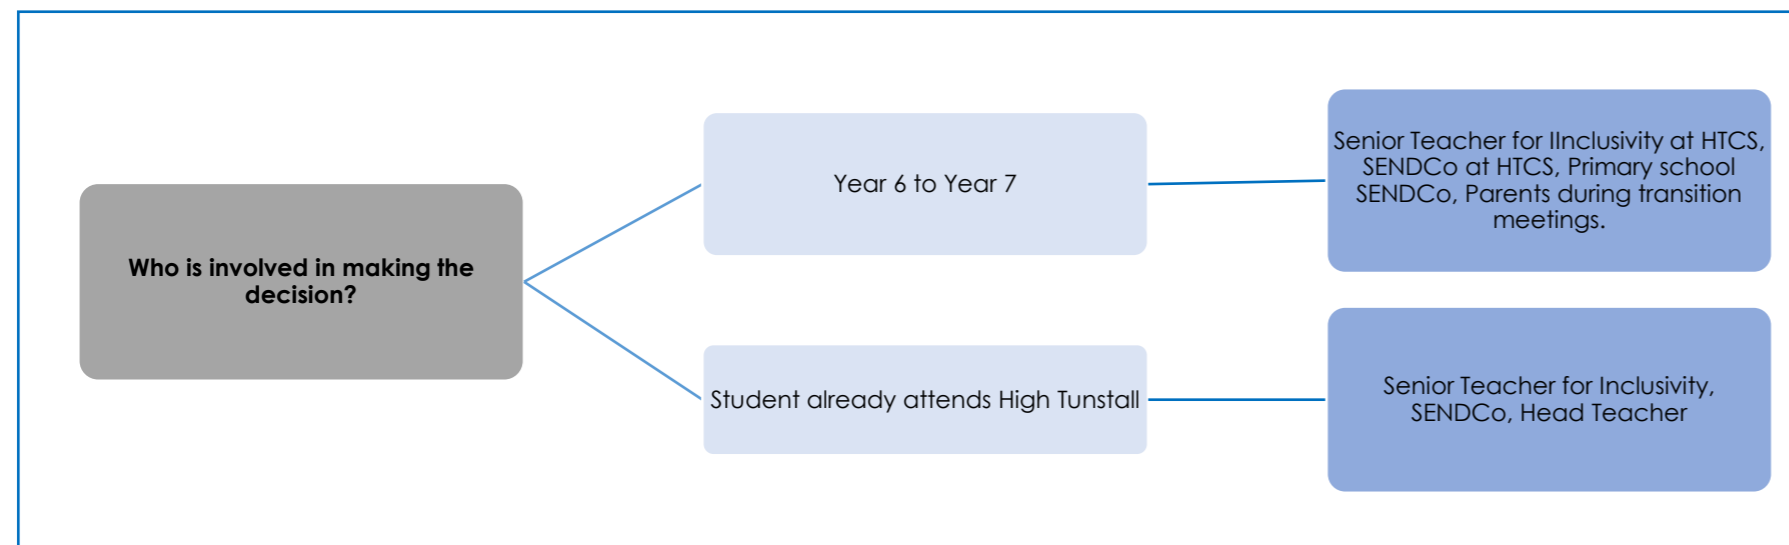 Who is involved in making the
decision?
Year 6 to Year 7
Senior Teacher for IInclusivity at HTCS,
SENDCo at HTCS, Primary school
SENDCo, Parents during transition
meetings.
Student already attends High Tunstall
Senior Teacher for Inclusivity,
SENDCo, Head Teacher